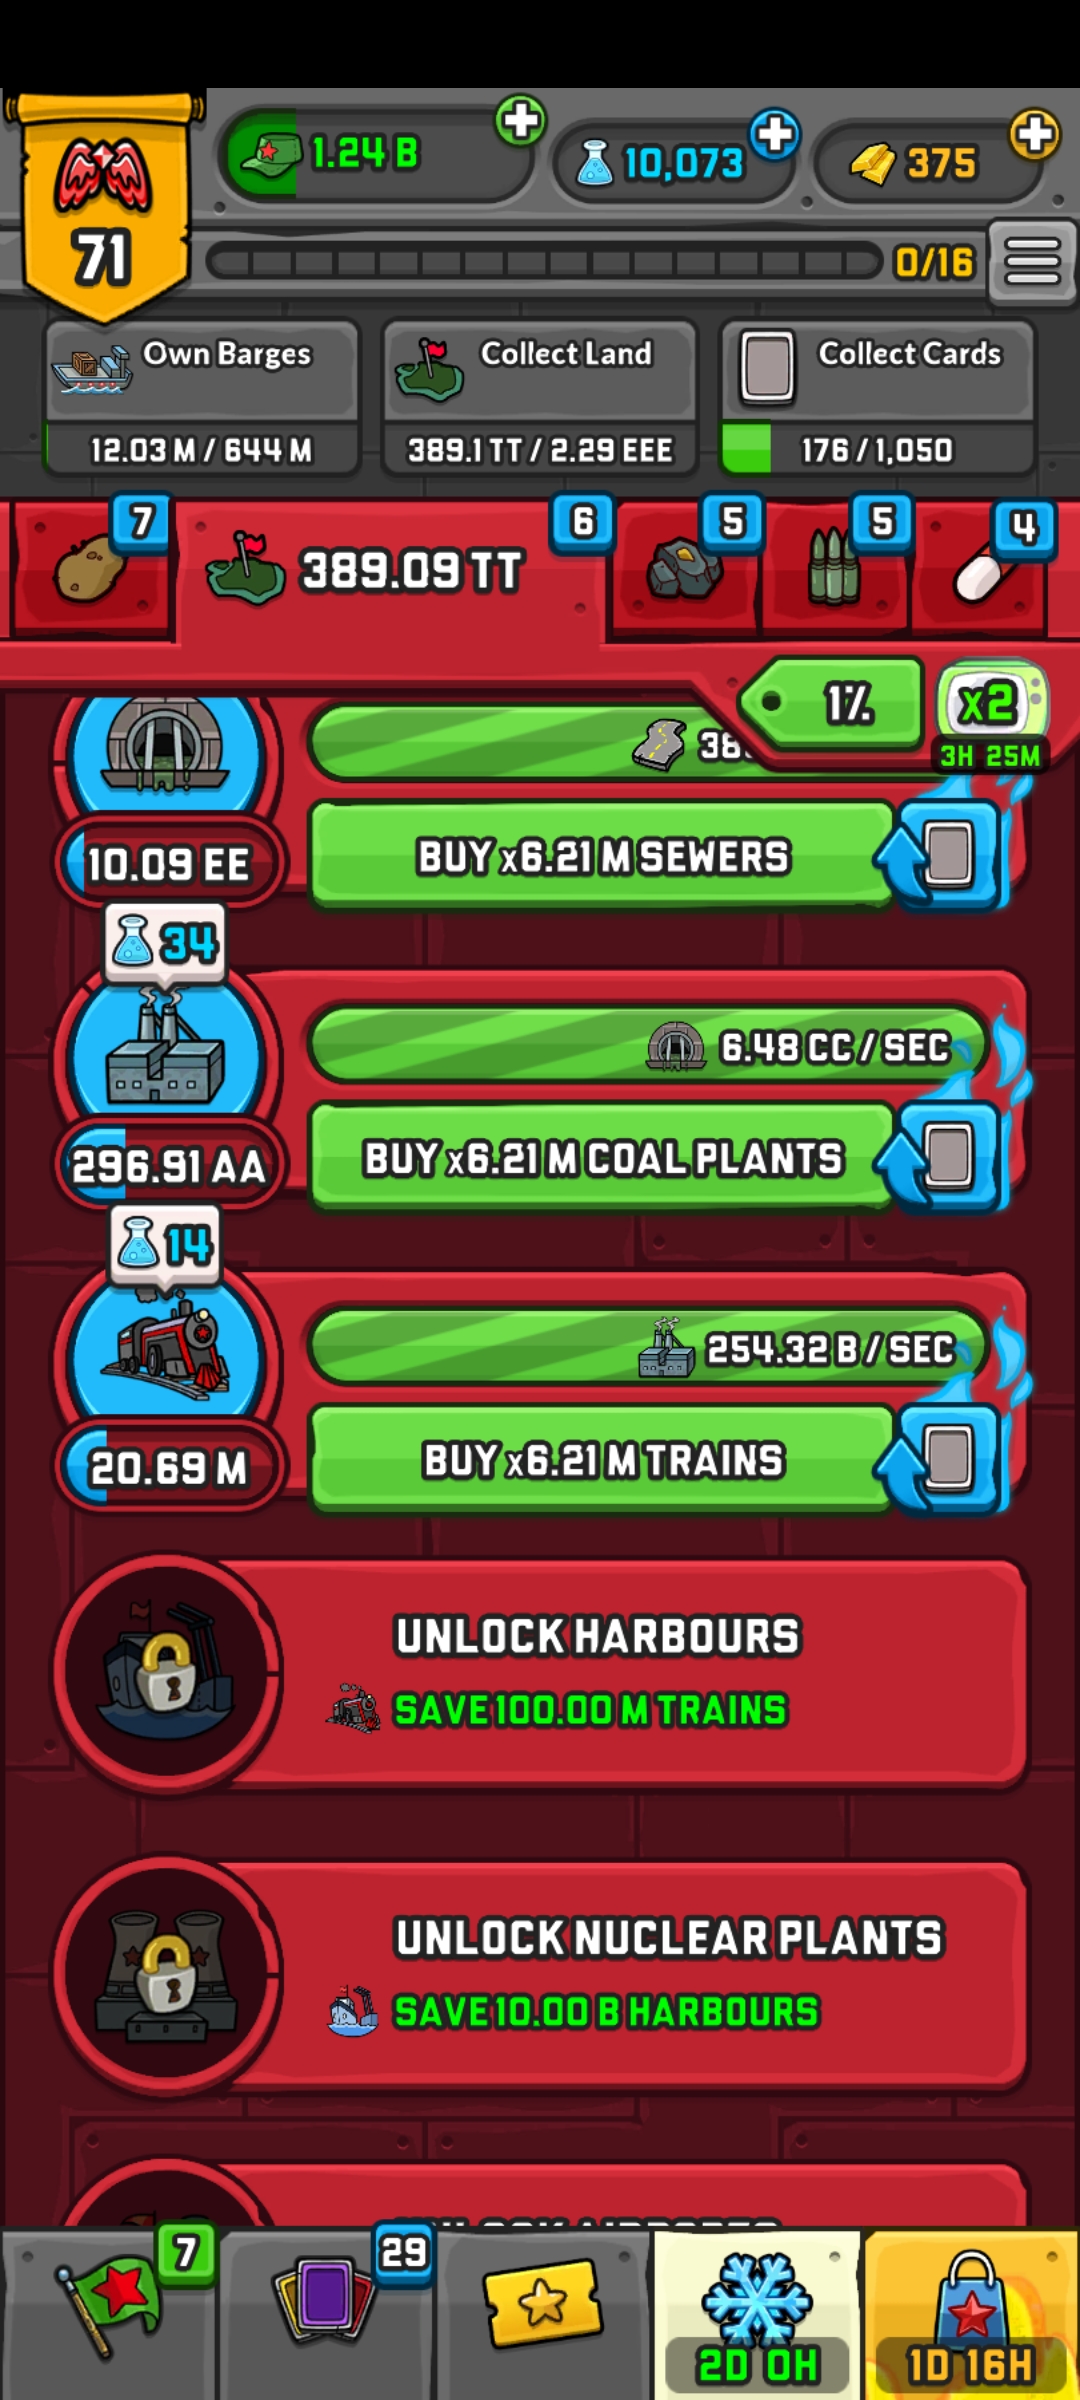 71
1.24 B
10,073
375
0/16
Own Barges
12.03 M / 644 M
Collect Land
389.1 TT / 2.29 EEE
Collect Cards
176 / 1,050
7
389.09 TT
6
5
5
4
1%
x2
3H 25M
38.
10.09 EE
BUY x6.21 M SEWERS
34
6.48 CC / SEC
296.91 AA
BUY x6.21 M COAL PLANTS
14
254.32 B / SEC
20.69 M
BUY x6.21 M TRAINS
UNLOCK HARBOURS
SAVE 100.00 M TRAINS
UNLOCK NUCLEAR PLANTS
SAVE 10.00 B HARBOURS
7
29
2D 0H
1D 16H